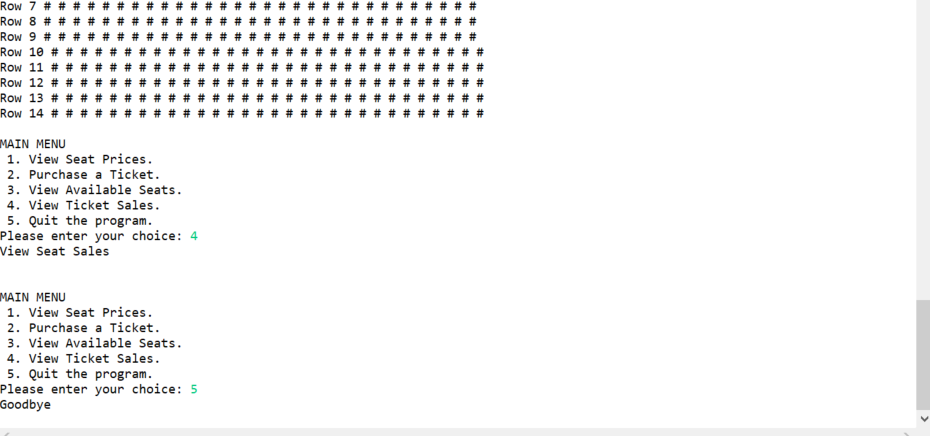 Row 7 # # # # # # # # # # # # # # # # # # # # # # # # # # # # # #
Row 8 # # # # # # # # # # # # # # # # # # # # # # # # # # # # # #
Row 9 # # # # # # # # # # # # # # # # # # # # # # # # # # # # # #
Row 10 # # # # # # # # # # # # # # # # # # # # # # # # # # # # # #
Row 11 # # # # # # # # # # # # # # # # # # # # # # # # # # # # # #
Row 12 # # # # # # # # # # # # # # # # # # # # # # # # # # # # # #
Row 13 # # # # # # # # # # # # # # # # # # # # # # # # # # # # # #
Row 14 # # # # # # # # # # # # # # # # # # # # # # # # # # # # # #
MAIN MENU
1. View Seat Prices.
2. Purchase a Ticket.
3. View Available Seats.
4. View Ticket Sales.
5. Quit the program.
Please enter your choice: 4
View Seat Sales
MAIN MENU
1. View Seat Prices.
2. Purchase a Ticket.
3. View Available Seats.
4. View Ticket Sales.
5. Quit the program.
Please enter your choice: 5
Goodbye